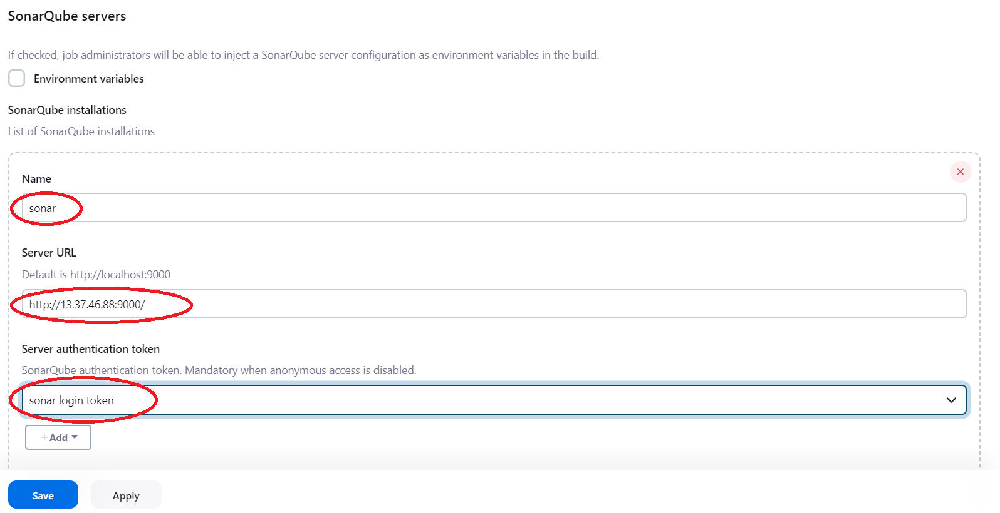 SonarQube servers
If checked, job administrators will be able to inject a SonarQube server configuration as environment variables in the build.
Environment variables
SonarQube installations
List of SonarQube installations
Name
sonar
Server URL
Default is http://localhost:9000
http://13.37.46.88:9000/
Server authentication token
SonarQube authentication token. Mandatory when anonymous access is disabled.
sonar login token
+ Add
Save
Apply